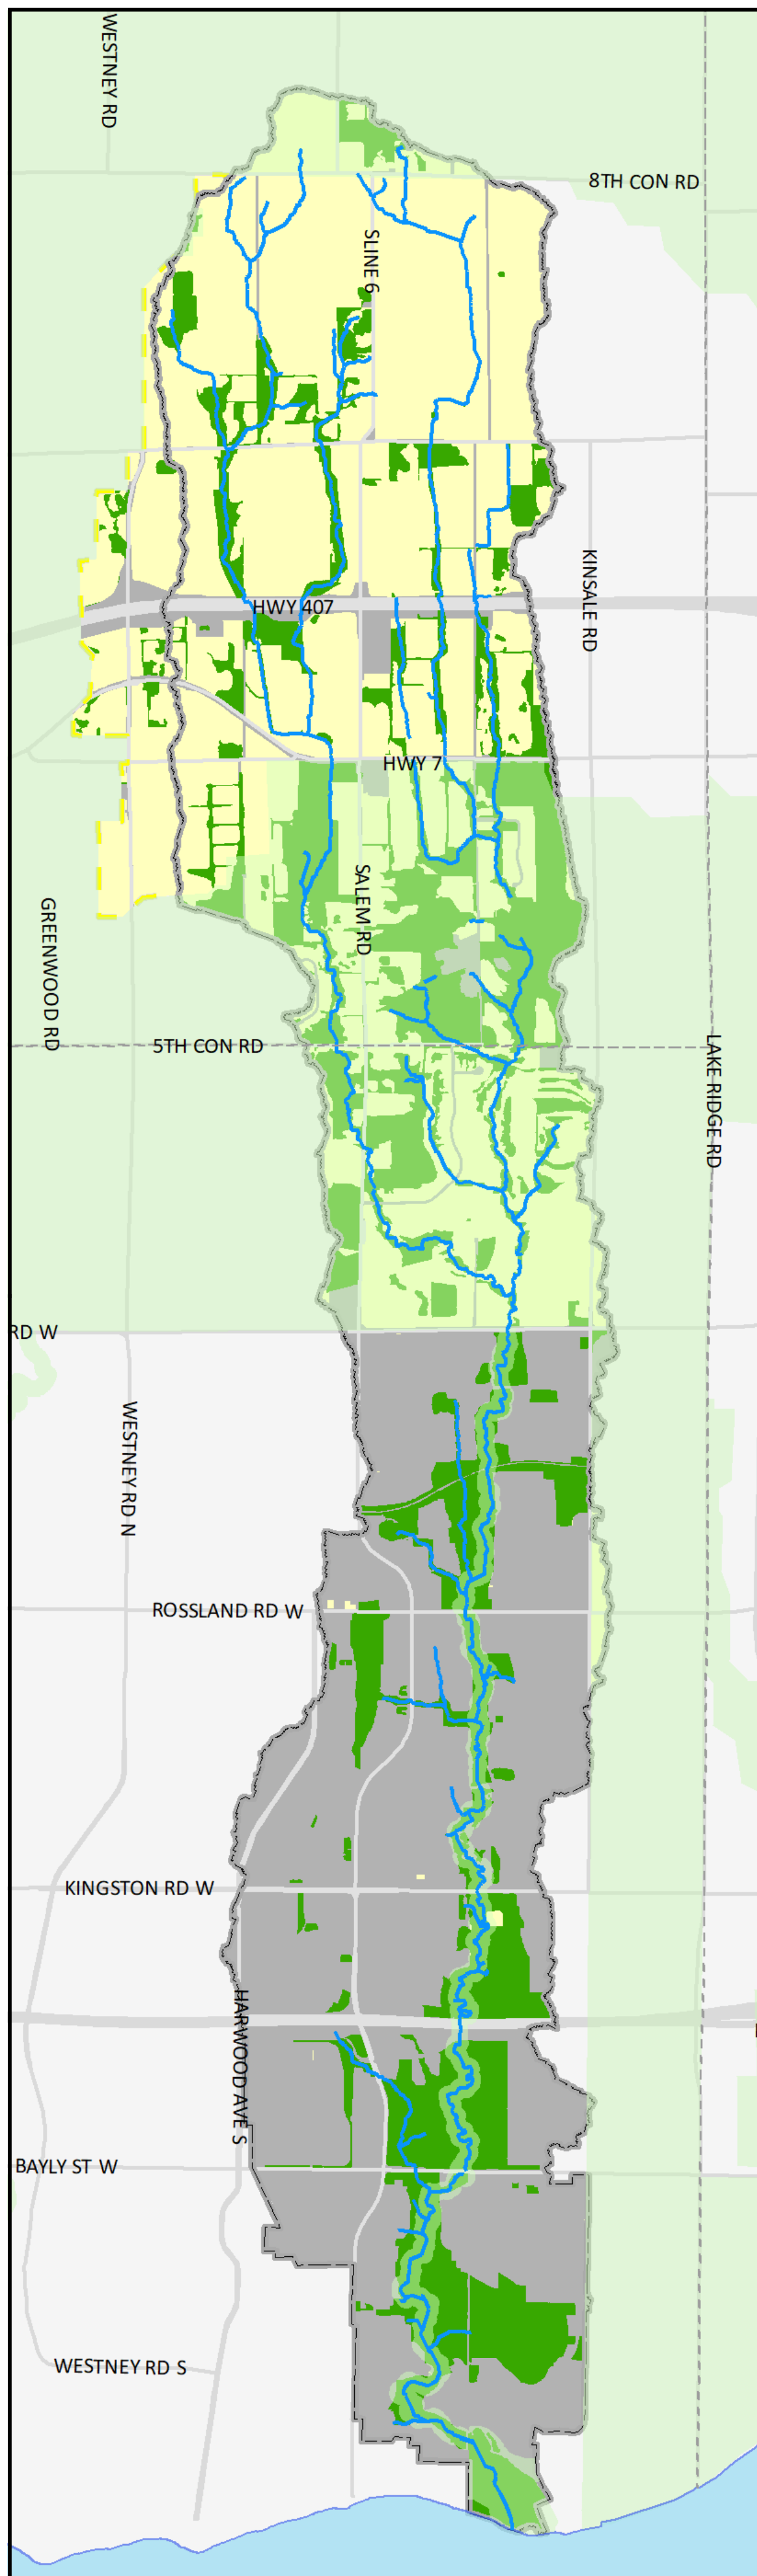 WESTNEY RD
8TH CON RD
SLINE 6
KINSALE RD
HWY 407
HWY 7
SALEM RD
GREENWOOD RD
5TH CON RD
LAKE RIDGE RD
RD W
WESTNEY RD N
ROSSLAND RD W
KINGSTON RD W
HARWOOD AVE S
BAYLY ST W
WESTNEY RD S